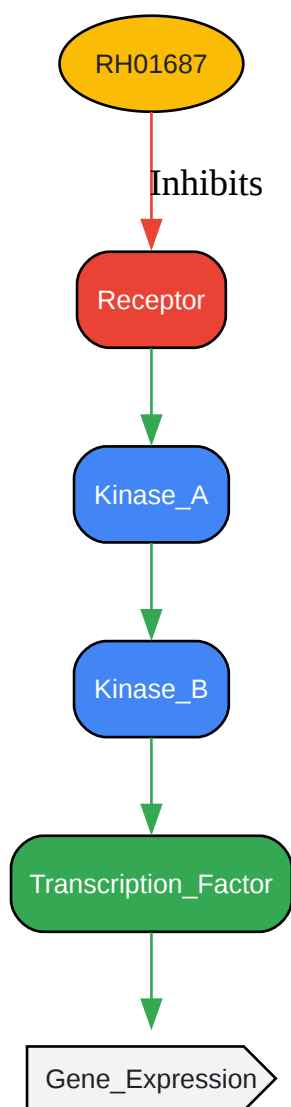 RH01687
Inhibits
Receptor
Kinase_A
Kinase_B
Transcription_Factor
Gene_Expression